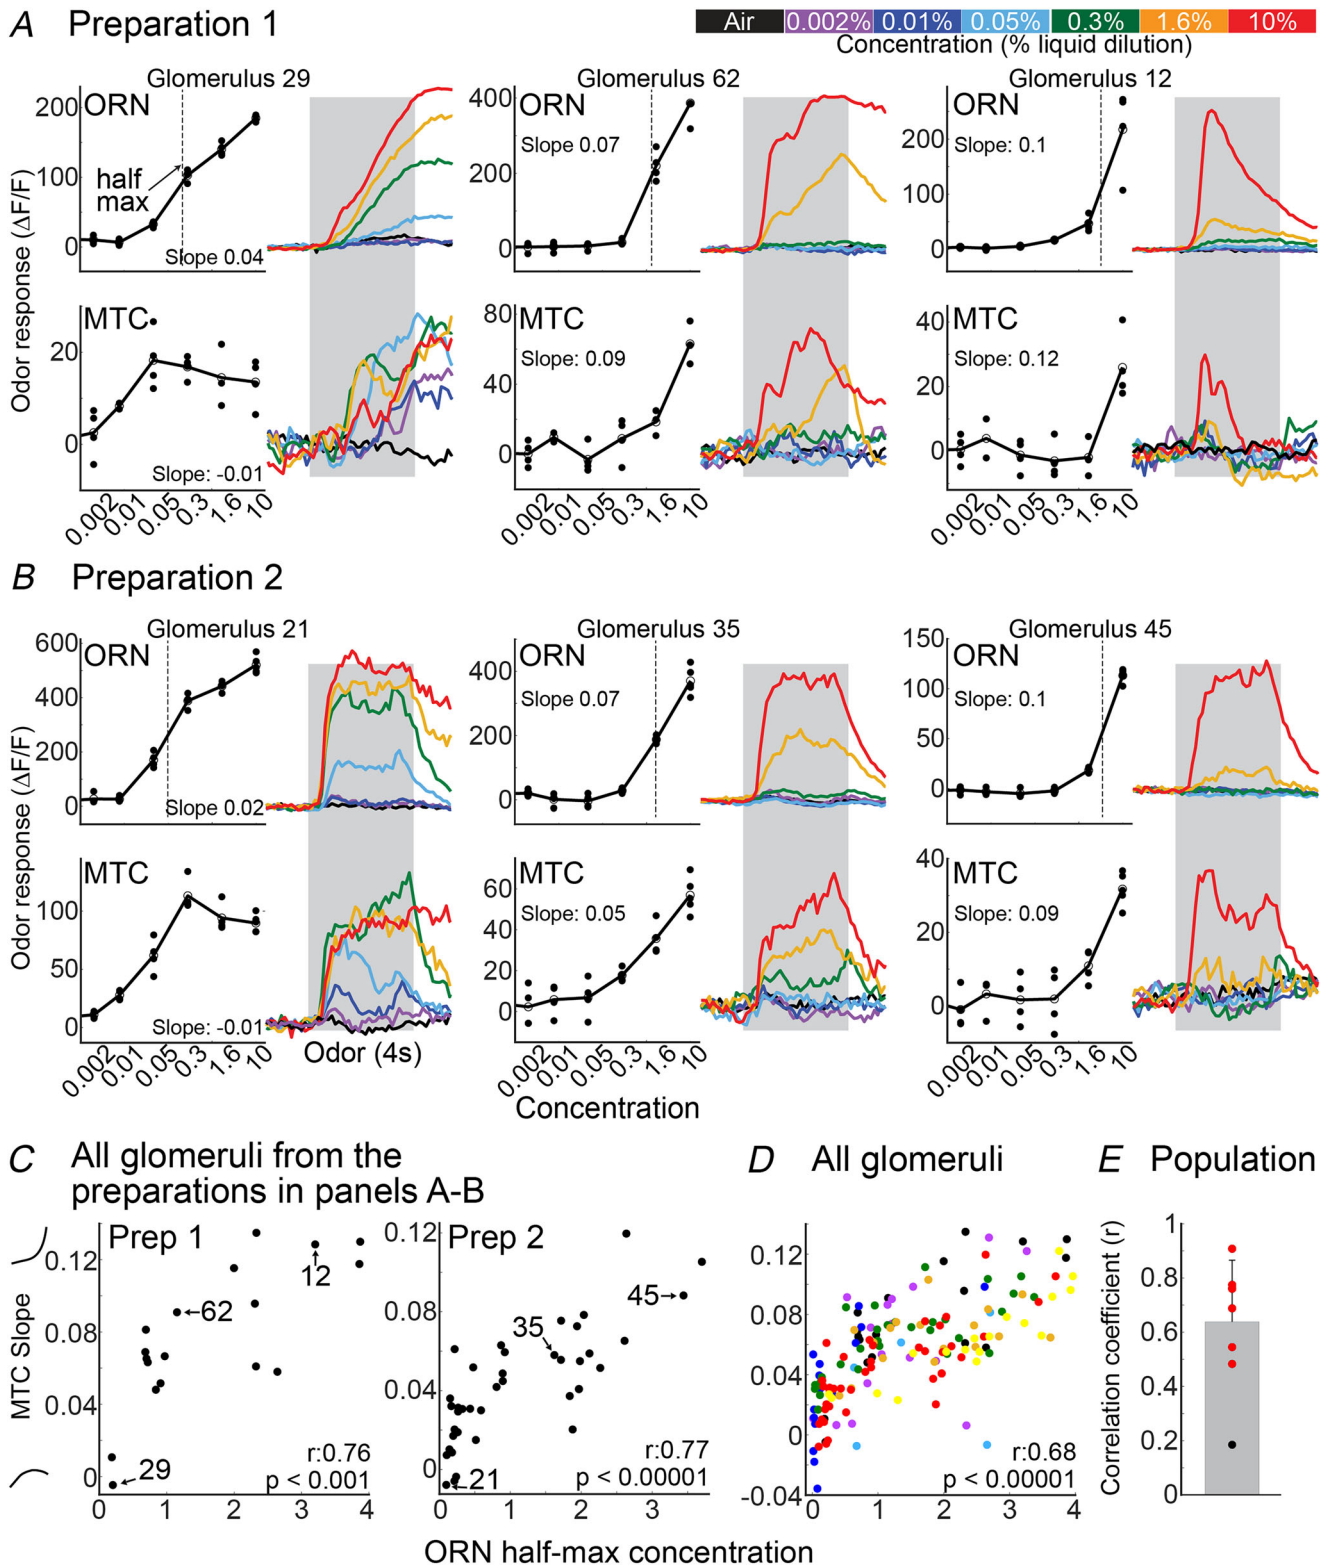 A Preparation 1
Air 0.002% 0.01% 0.05% 0.3% 1.6% 10%
Concentration (% liquid dilution)
Glomerulus 29
Glomerulus 62
Glomerulus 12
Odor response (ΔF/F)
ORN
200
100
0
half
max
Slope 0.04
ORN
400
200
0
Slope 0.07
ORN
200
100
0
Slope: 0.1
MTC
20
0
Slope: -0.01
0.002 0.01 0.05 0.3 1.6 10
MTC
80
40
0
Slope: 0.09
0.002 0.01 0.05 0.3 1.6 10
MTC
40
20
0
Slope: 0.12
0.002 0.01 0.05 0.3 1.6 10
B Preparation 2
Glomerulus 21
Glomerulus 35
Glomerulus 45
Odor response (ΔF/F)
ORN
600
400
200
0
Slope 0.02
ORN
400
200
0
Slope 0.07
ORN
150
100
50
0
Slope: 0.1
MTC
100
50
0
Slope: -0.01
Odor (4s)
0.002 0.01 0.05 0.3 1.6 10
MTC
60
40
20
0
Slope: 0.05
0.002 0.01 0.05 0.3 1.6 10
MTC
40
20
0
Slope: 0.09
0.002 0.01 0.05 0.3 1.6 10
Concentration
C All glomeruli from the
preparations in panels A-B
MTC Slope
Prep 1
0.12
0.08
0.04
0
12
62
29
r:0.76
p < 0.001
0 1 2 3 4
Prep 2
0.12
0.08
0.04
0
45
35
21
r:0.77
p < 0.00001
0 1 2 3
ORN half-max concentration
D All glomeruli
0.12
0.08
0.04
0
-0.04
r:0.68
p < 0.00001
0 1 2 3 4
E Population
Correlation coefficient (r)
1
0.8
0.6
0.4
0.2
0